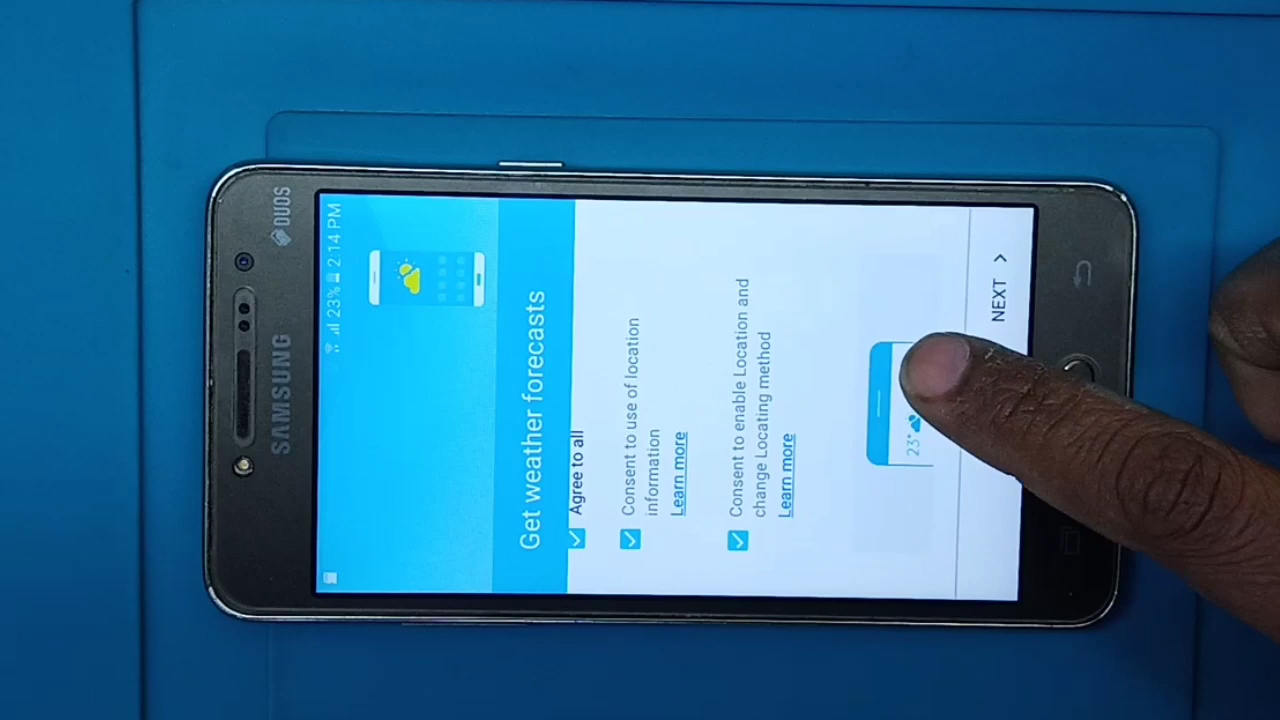 DUOS
SAMSUNG
23% 2:14 PM
Get weather forecasts
Agree to all
Consent to use of location
information
Learn more
Consent to enable Location and
change Locating method
Learn more
23°
NEXT >